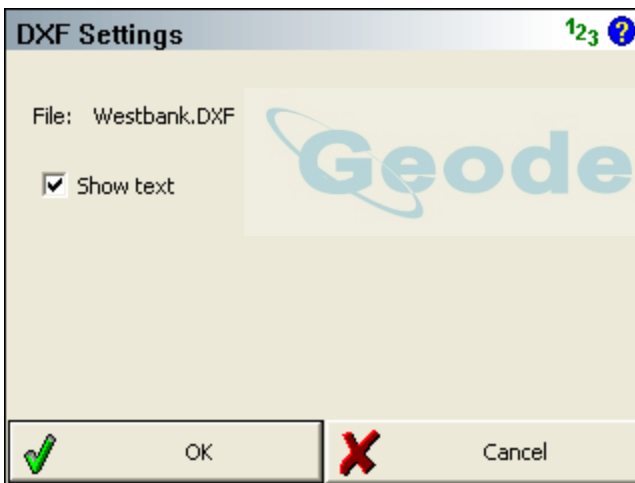 DXF Settings
123
?
File: Westbank.DXF
Geode
Show text
OK
Cancel